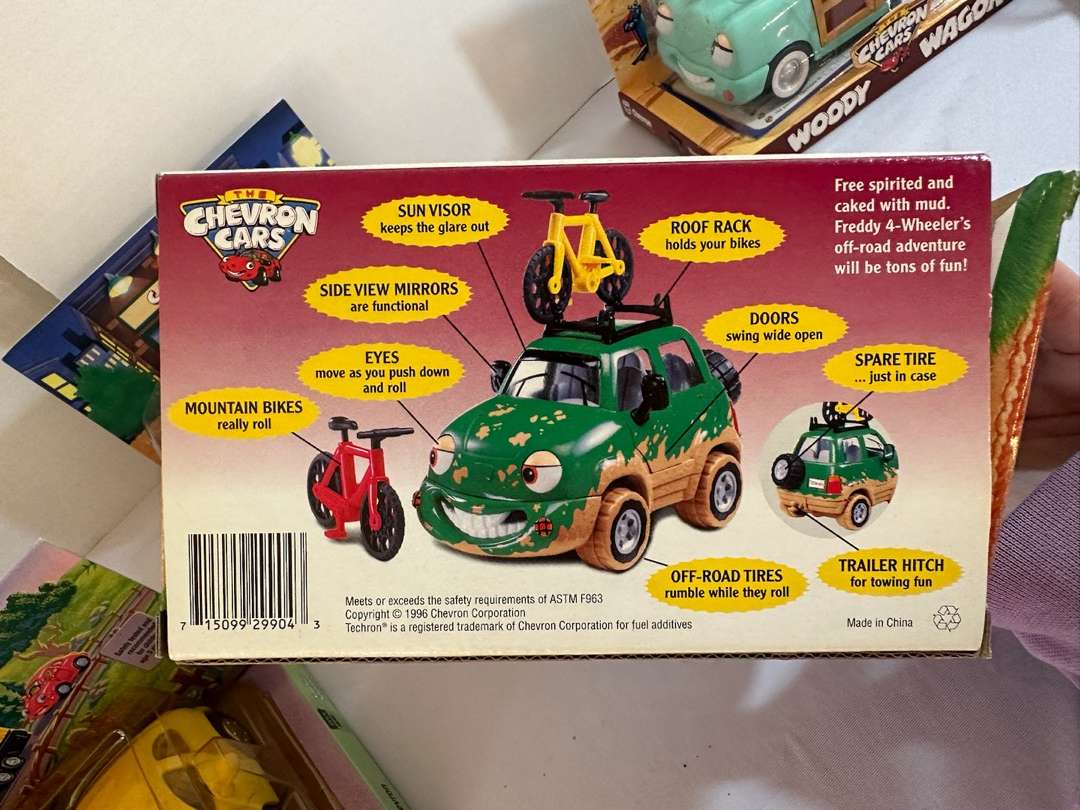 THE
CHEVRON
CARS
WAGON
WOODY
THE
CHEVRON
CARS
SUN VISOR
keeps the glare out
ROOF RACK
holds your bikes
Free spirited and
caked with mud.
Freddy 4-Wheeler's
off-road adventure
will be tons of fun!
SIDE VIEW MIRRORS
are functional
DOORS
swing wide open
EYES
move as you push down
and roll
SPARE TIRE
... just in case
MOUNTAIN BIKES
really roll
OFF-ROAD TIRES
rumble while they roll
TRAILER HITCH
for towing fun
7 15099 29904 3
Meets or exceeds the safety requirements of ASTM F963
Copyright © 1996 Chevron Corporation
Techron® is a registered trademark of Chevron Corporation for fuel additives
Made in China